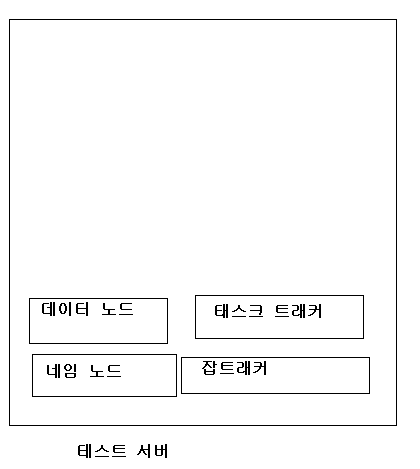 데이터 노드
태스크 트래커
네임 노드
잡트래커
테스트 서버